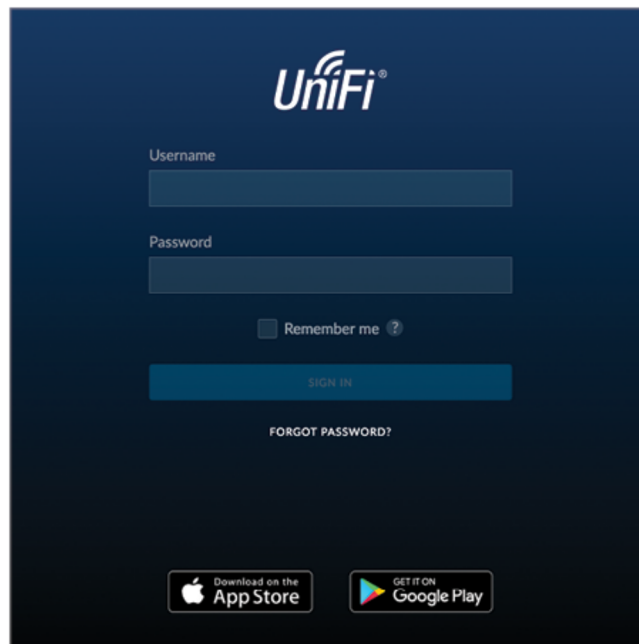 UniFi®
Username
Password
Remember me ?
SIGN IN
FORGOT PASSWORD?
Download on the
App Store
GET IT ON
Google Play